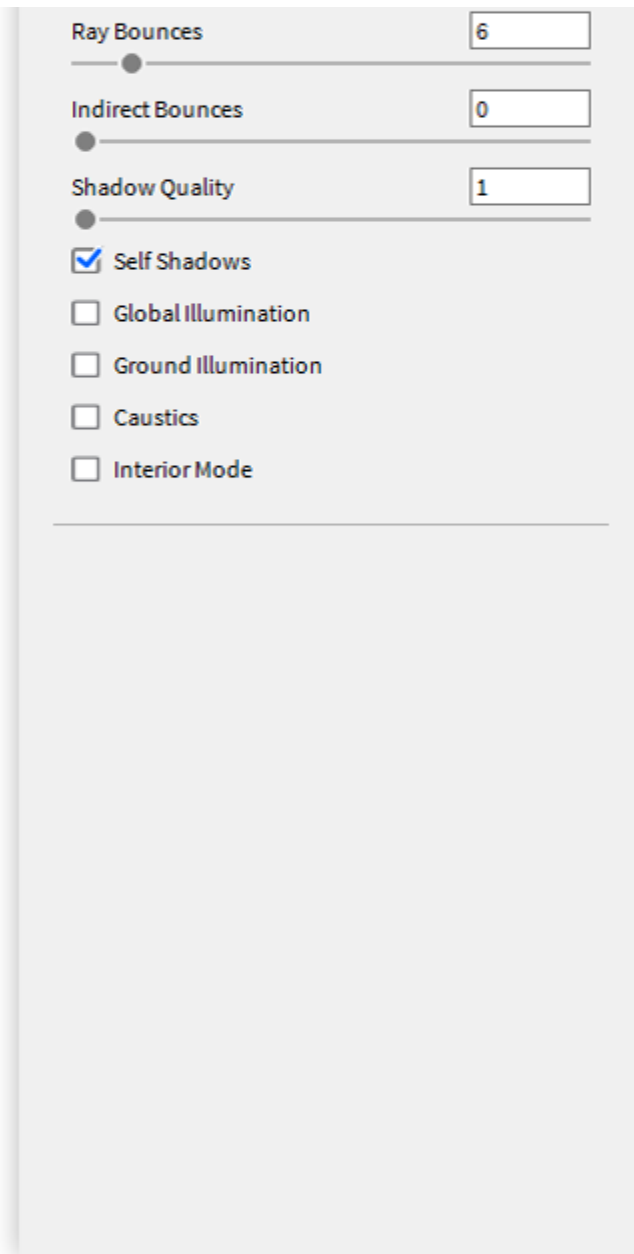 Ray Bounces 6
Indirect Bounces 0
Shadow Quality 1
Self Shadows
Global Illumination
Ground Illumination
Caustics
Interior Mode